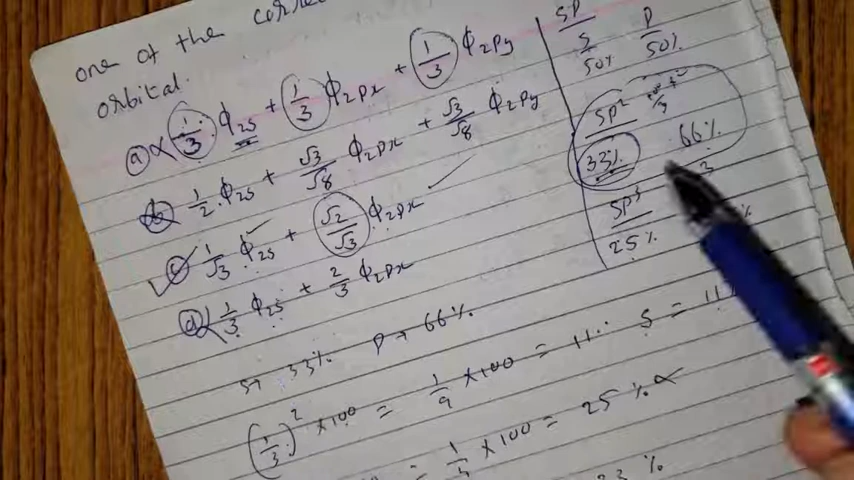 one of the correct
orbital.
(a) 1/3 ϕ2s + 1/3 ϕ2px + 1/3 ϕ2py
(b) 1/2 . ϕ2s + √3/√8 ϕ2px + √3/√8 ϕ2py
(c) 1/√3 ϕ2s + √2/√3 ϕ2px ✓
(d) 1/3 ϕ2s + 2/3 ϕ2px
S → 33% P → 66%
(1/3)² × 100 = 1/9 × 100 = 11 S = 11
= 1/4 × 100 = 25 %
%
SP
S P
50% 50%
SP²
33% 66%
SP³
25%